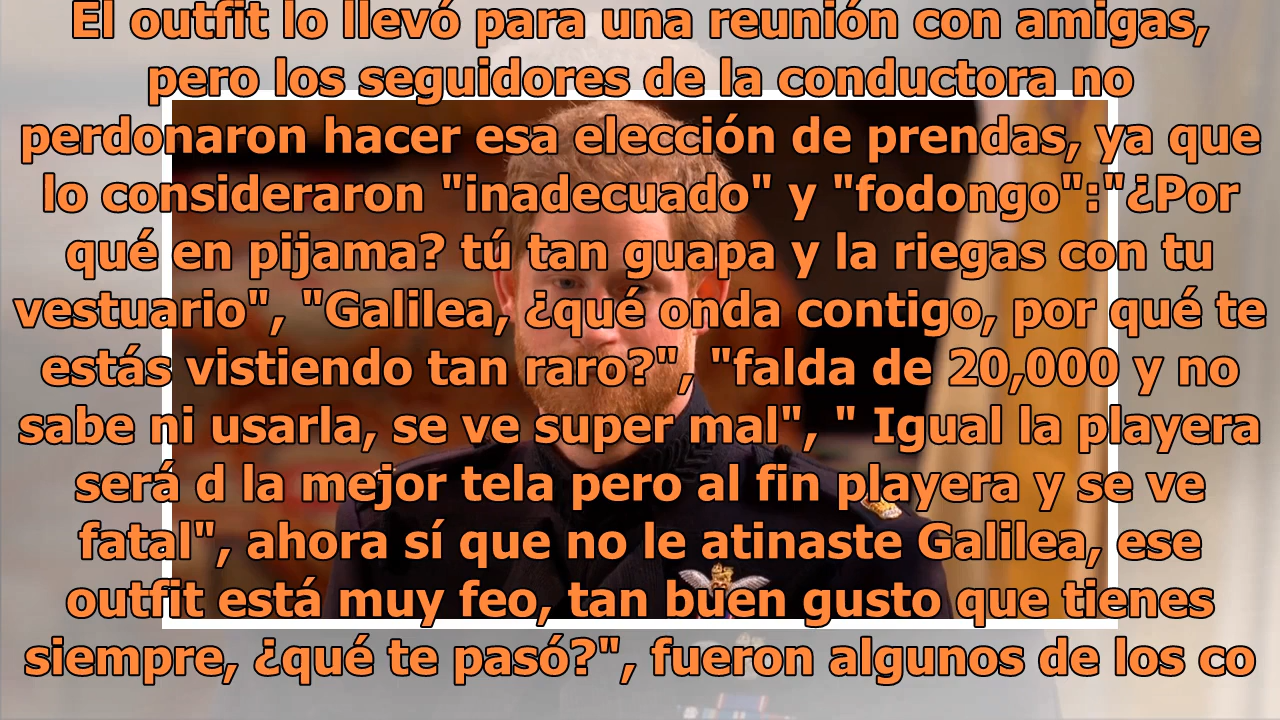 El outfit lo llevó para una reunión con amigas,
pero los seguidores de la conductora no
perdonaron hacer esa elección de prendas, ya que
lo consideraron "inadecuado" y "fodongo":"¿Por
qué en pijama? tú tan guapa y la riegas con tu
vestuario", "Galilea, ¿qué onda contigo, por qué te
estás vistiendo tan raro?", "falda de 20,000 y no
sabe ni usarla, se ve super mal", " Igual la playera
será d la mejor tela pero al fin playera y se ve
fatal", ahora sí que no le atinaste Galilea, ese
outfit está muy feo, tan buen gusto que tienes
siempre, ¿qué te pasó?", fueron algunos de los co